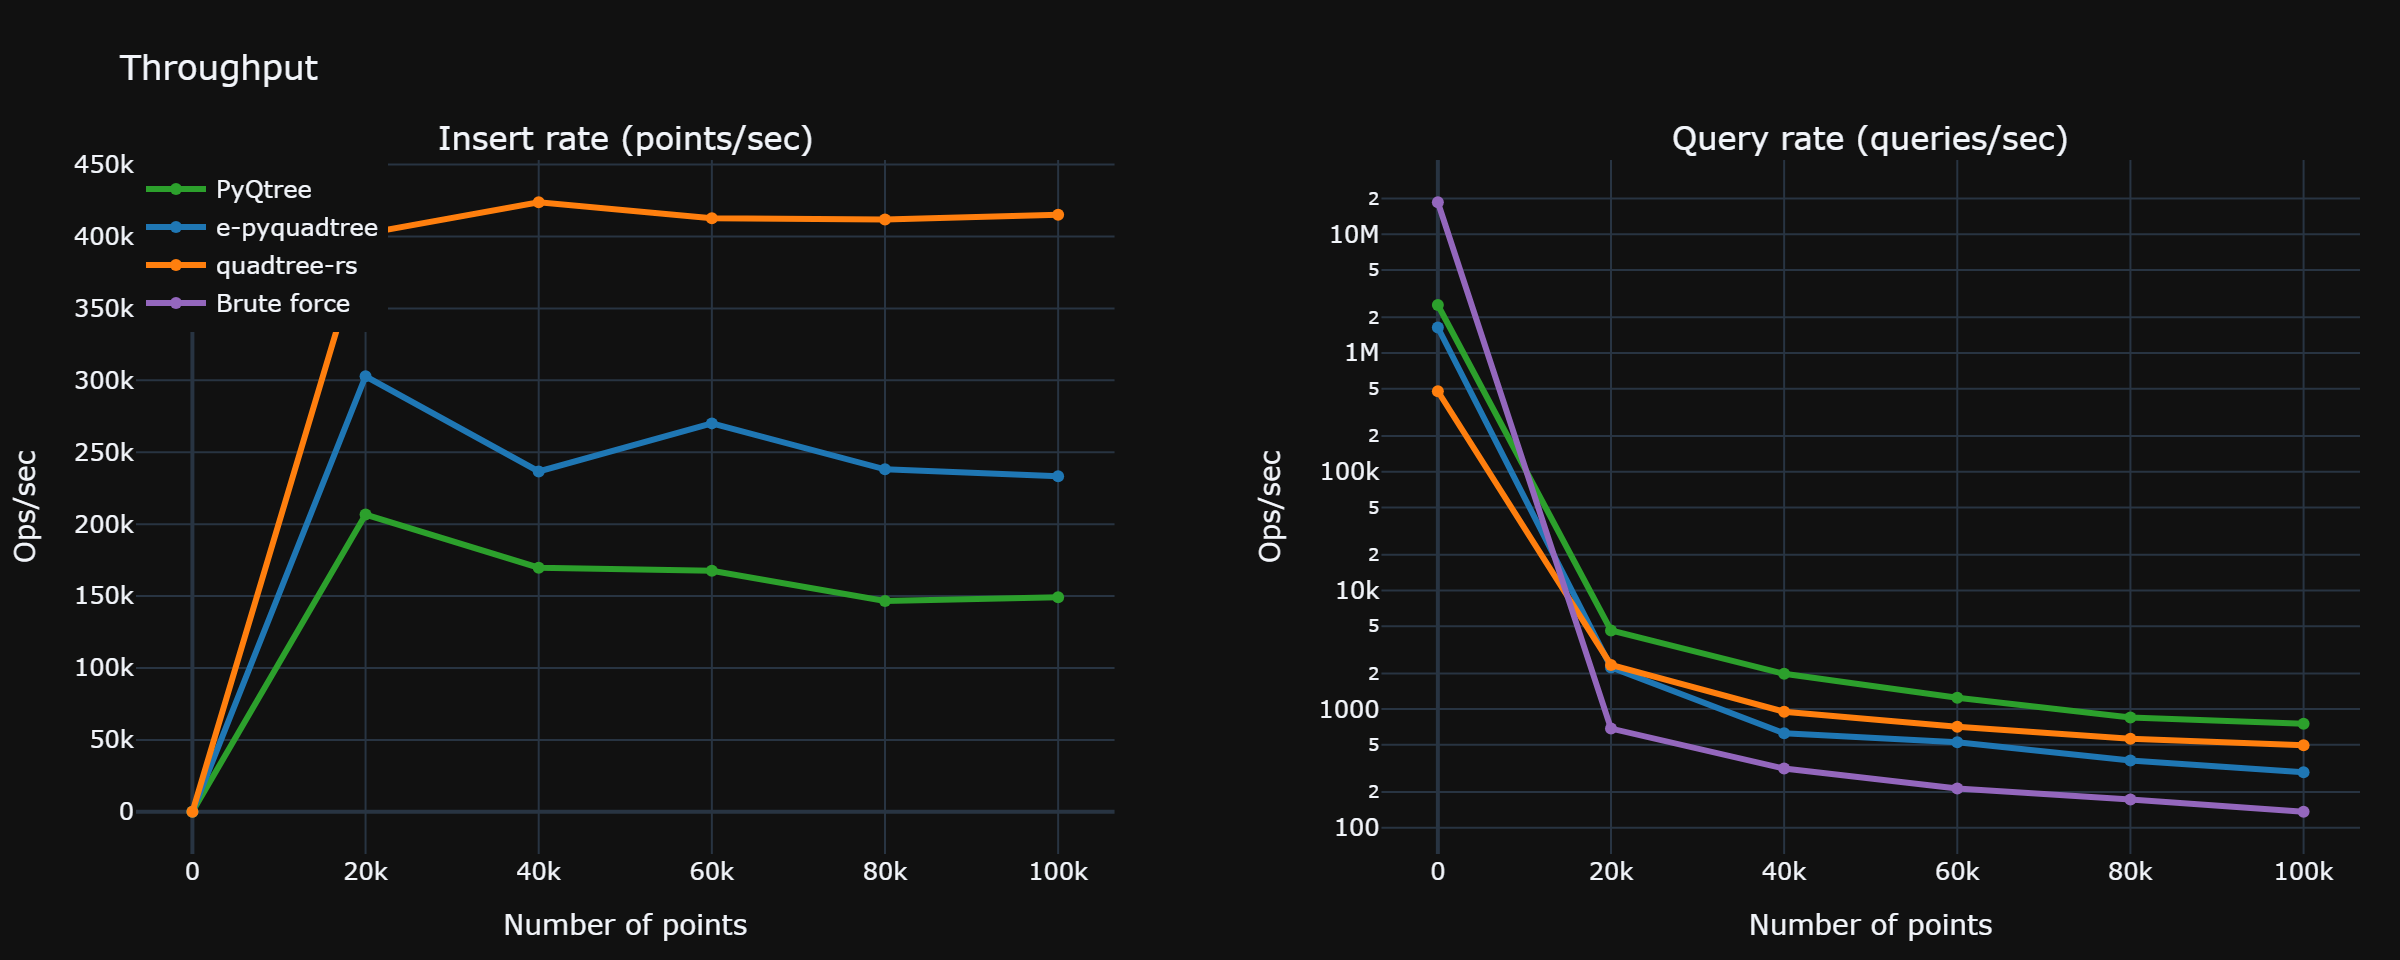 Throughput
Insert rate (points/sec)
450k
400k
350k
300k
250k
200k
150k
100k
50k
0
Ops/sec
PyQtree
e-pyquadtree
quadtree-rs
Brute force
0 20k 40k 60k 80k 100k
Number of points
Query rate (queries/sec)
2
10M
5
2
1M
5
2
100k
5
2
10k
5
2
1000
5
2
100
Ops/sec
0 20k 40k 60k 80k 100k
Number of points